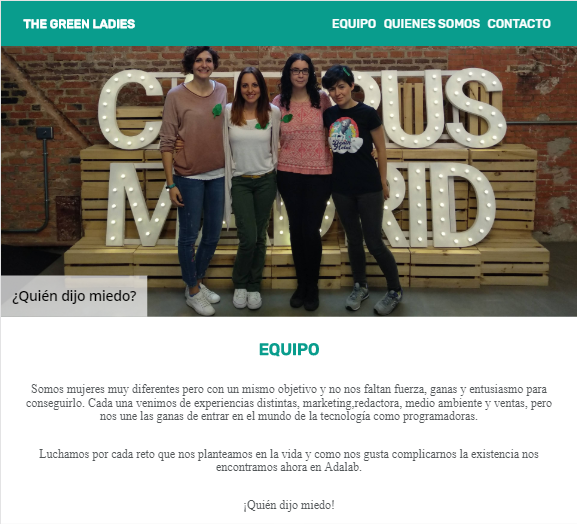 THE GREEN LADIES
EQUIPO QUIENES SOMOS CONTACTO
¿Quién dijo miedo?
EQUIPO
Somos mujeres muy diferentes pero con un mismo objetivo y no nos faltan fuerza, ganas y entusiasmo para
conseguirlo. Cada una venimos de experiencias distintas, marketing,redactora, medio ambiente y ventas, pero
nos une las ganas de entrar en el mundo de la tecnología como programadoras.
Luchamos por cada reto que nos planteamos en la vida y como nos gusta complicarnos la existencia nos
encontramos ahora en Adalab.
¡Quién dijo miedo!